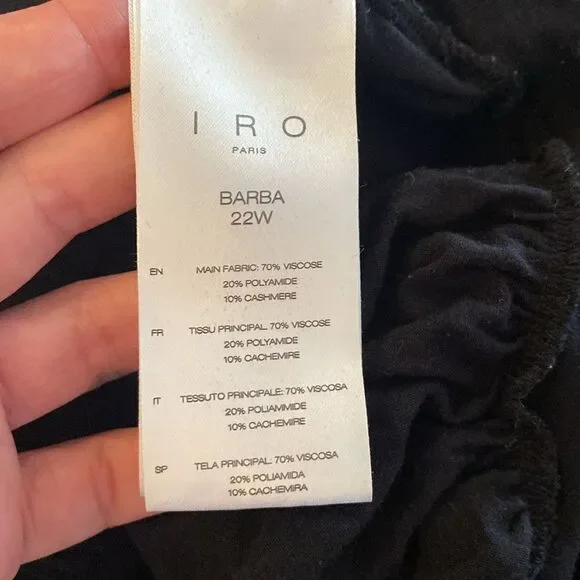 I R O
PARIS
BARBA
22W
EN MAIN FABRIC: 70% VISCOSE
20% POLYAMIDE
10% CASHMERE
FR TISSU PRINCIPAL: 70% VISCOSE
20% POLYAMIDE
10% CACHEMIRE
IT TESSUTO PRINCIPALE: 70% VISCOSA
20% POLIAMMIDE
10% CACHEMIRE
SP TELA PRINCIPAL: 70% VISCOSA
20% POLIAMIDA
10% CACHEMIRA